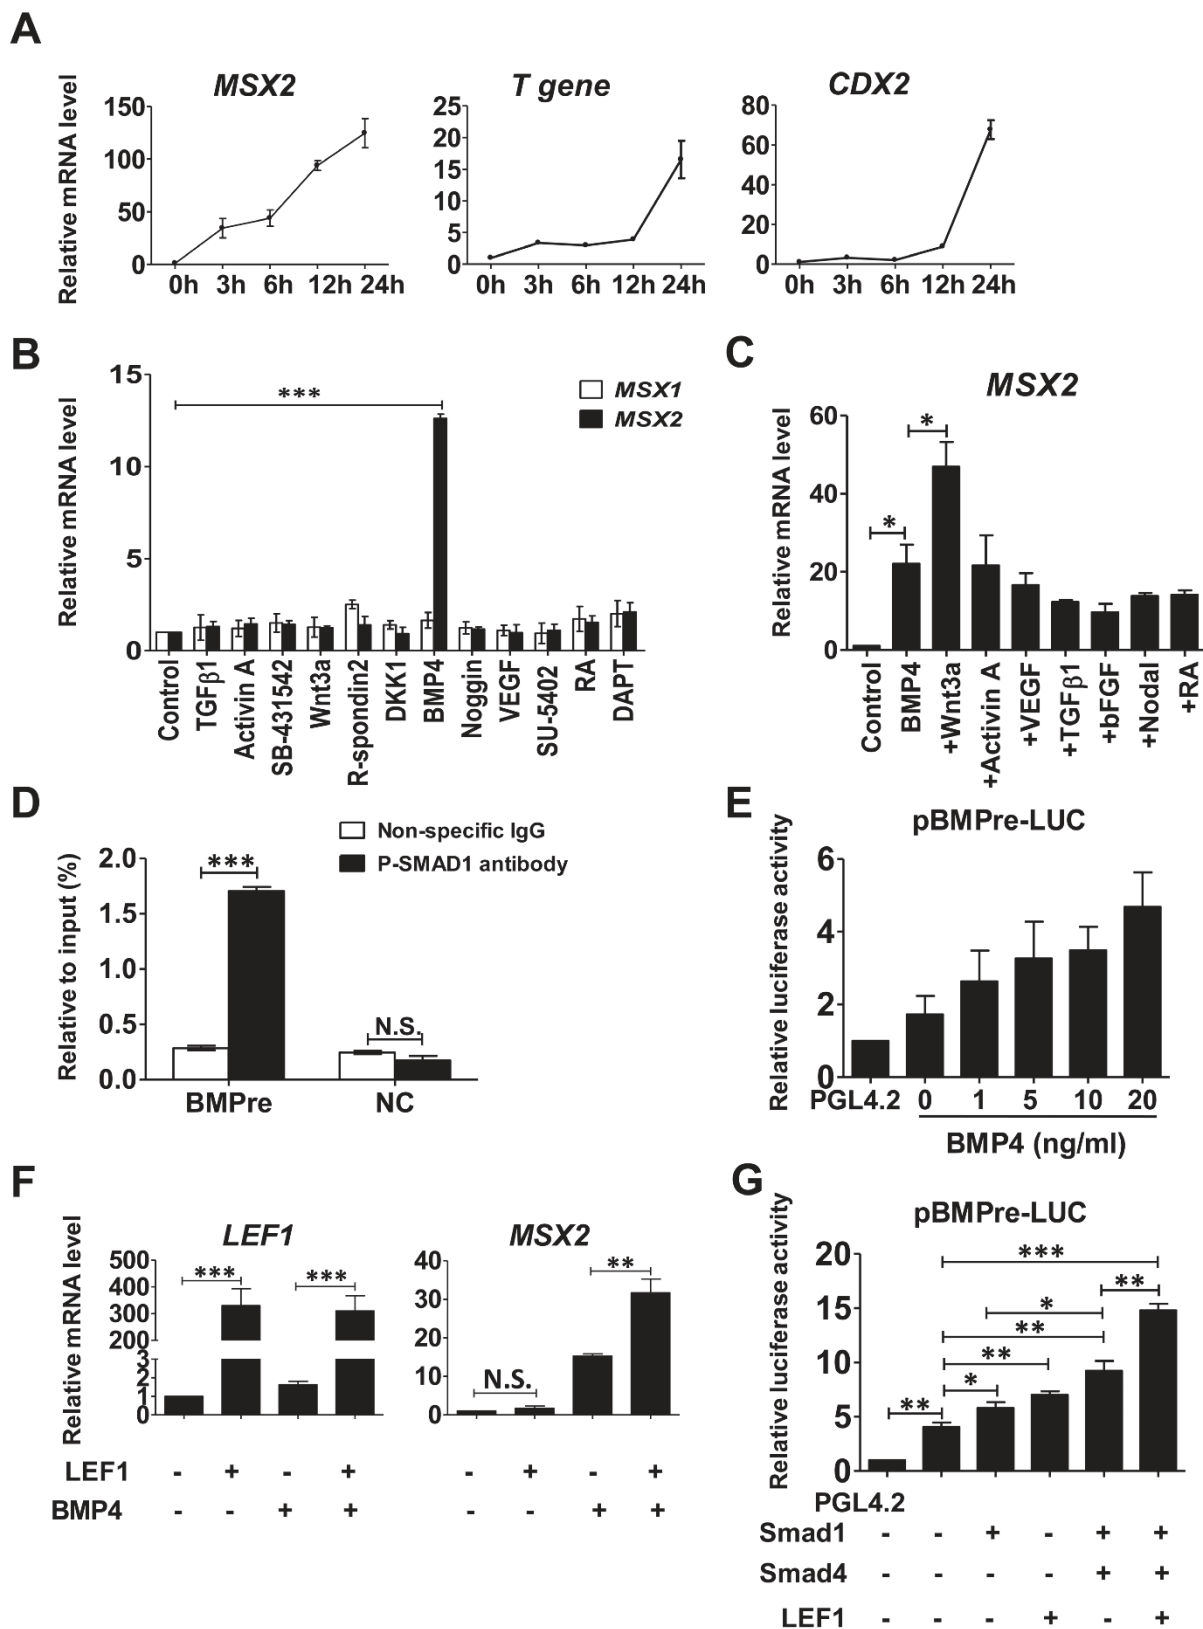 A
MSX2
T gene
CDX2
Relative mRNA level
150
100
50
0
0h 3h 6h 12h 24h
25
20
15
10
5
0
0h 3h 6h 12h 24h
80
60
40
20
0
0h 3h 6h 12h 24h
B
Relative mRNA level
15
10
5
0
***
MSX1
MSX2
Control
TGFβ1
Activin A
SB-431542
Wnt3a
R-spondin2
DKK1
BMP4
Noggin
VEGF
SU-5402
RA
DAPT
C
MSX2
Relative mRNA level
60
40
20
0
*
*
Control
BMP4
+Wnt3a
+Activin A
+VEGF
+TGFβ1
+bFGF
+Nodal
+RA
D
Non-specific IgG
P-SMAD1 antibody
Relative to input (%)
2.0
1.5
1.0
0.5
0.0
***
N.S.
BMPre NC
E
pBMPre-LUC
Relative luciferase activity
6
4
2
0
PGL4.2 0 1 5 10 20
BMP4 (ng/ml)
F
LEF1
MSX2
Relative mRNA level
500
400
300
200
3
2
1
0
*** ***
40
30
20
10
0
N.S. **
LEF1 - + - + - + - +
BMP4 - - + + - - + +
G
pBMPre-LUC
Relative luciferase activity
20
15
10
5
0
***
**
*
**
**
*
**
PGL4.2
Smad1 - - + - + +
Smad4 - - - - + +
LEF1 - - - + - +